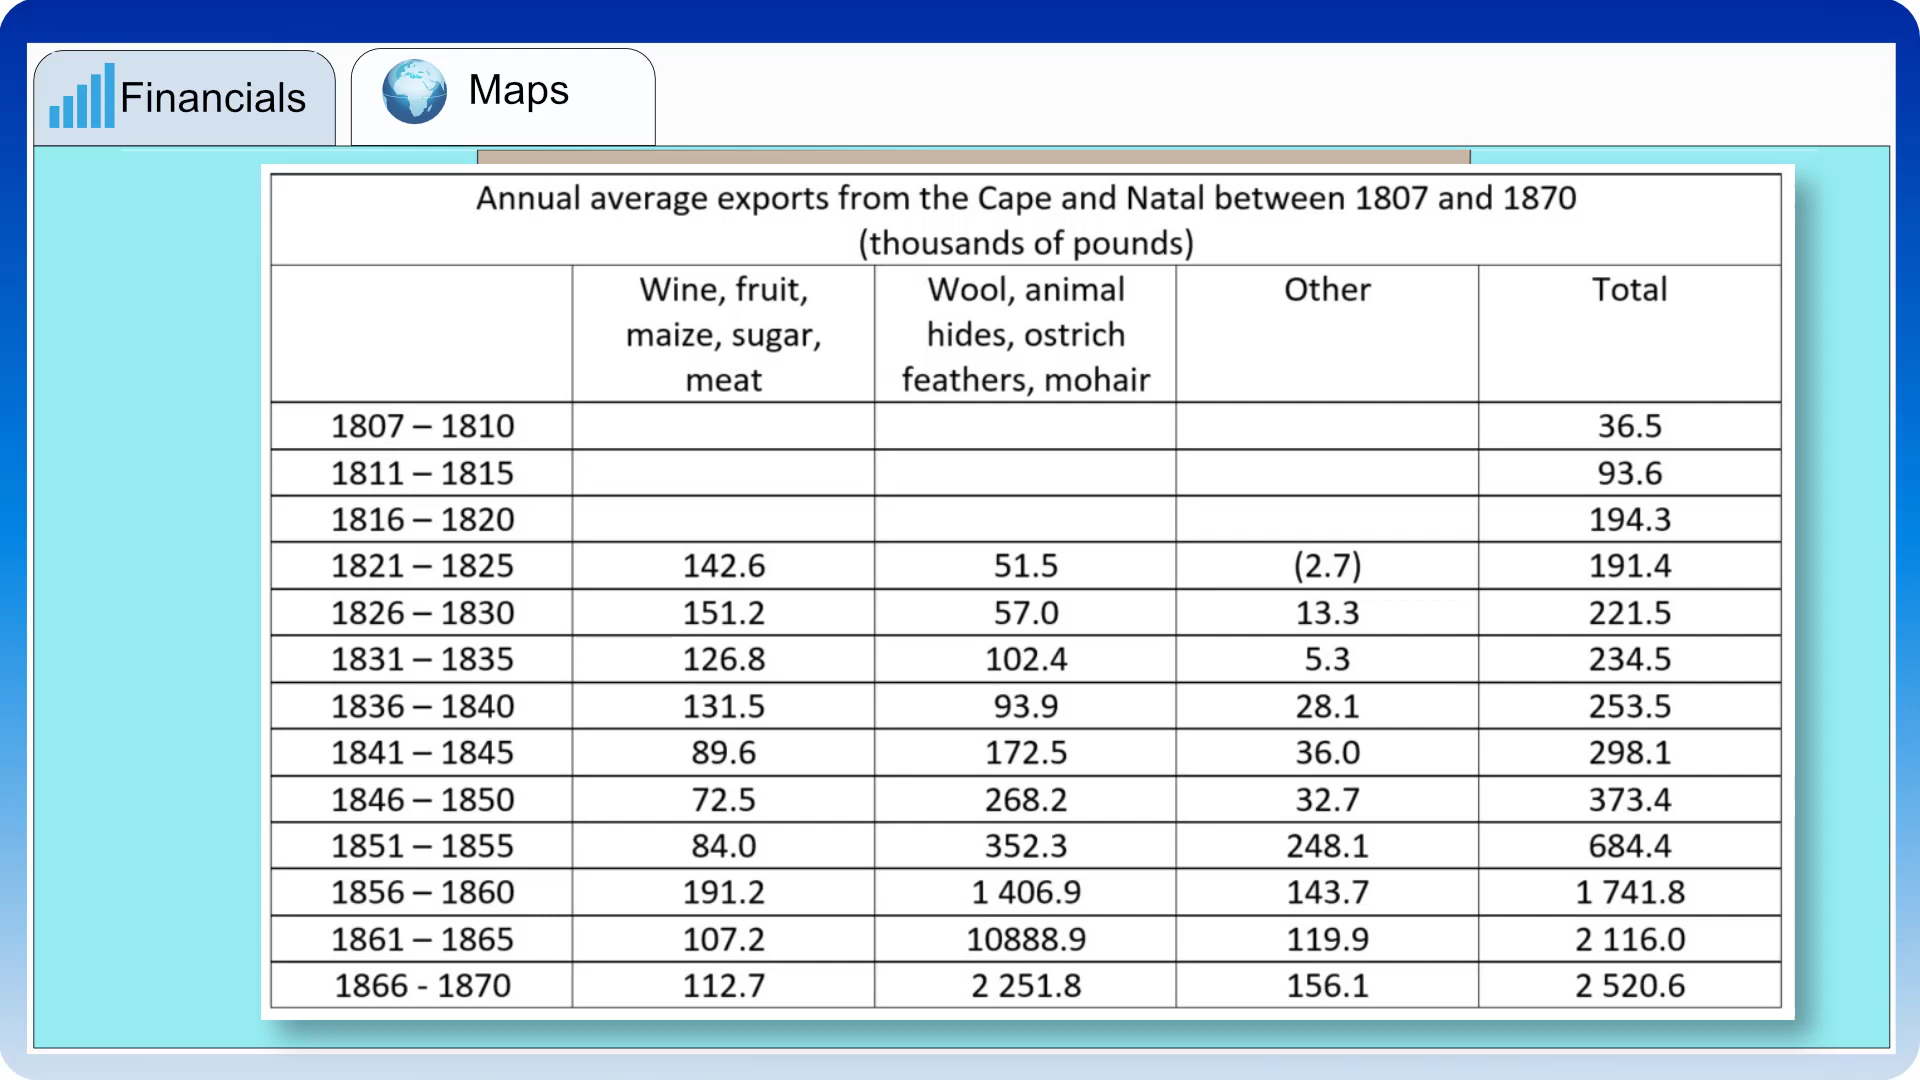 Financials
Maps
Annual average exports from the Cape and Natal between 1807 and 1870
(thousands of pounds)
Wine, fruit, maize, sugar, meat | Wool, animal hides, ostrich feathers, mohair | Other | Total
1807 – 1810 36.5
1811 – 1815 93.6
1816 – 1820 194.3
1821 – 1825 142.6 51.5 (2.7) 191.4
1826 – 1830 151.2 57.0 13.3 221.5
1831 – 1835 126.8 102.4 5.3 234.5
1836 – 1840 131.5 93.9 28.1 253.5
1841 – 1845 89.6 172.5 36.0 298.1
1846 – 1850 72.5 268.2 32.7 373.4
1851 – 1855 84.0 352.3 248.1 684.4
1856 – 1860 191.2 1 406.9 143.7 1 741.8
1861 – 1865 107.2 10888.9 119.9 2 116.0
1866 - 1870 112.7 2 251.8 156.1 2 520.6